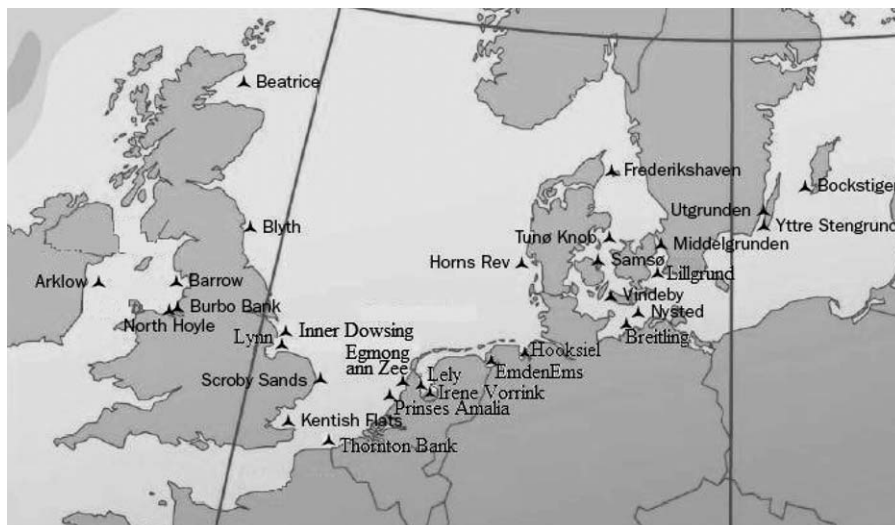 Beatrice
Frederikshaven
Bockstigen
Utgrunden
Yttre Stengrund
Blyth
Tunø Knob
Middelgrunden
Horns Rev
Samsø
Lillgrund
Arklow
Barrow
Vindeby
Burbo Bank
Nysted
North Hoyle
Breitling
Inner Dowsing
Lynn
Egmong
ann Zee
Hooksiel
EmdenEms
Scroby Sands
Lely
Irene Vorrink
Prinses Amalia
Kentish Flats
Thornton Bank